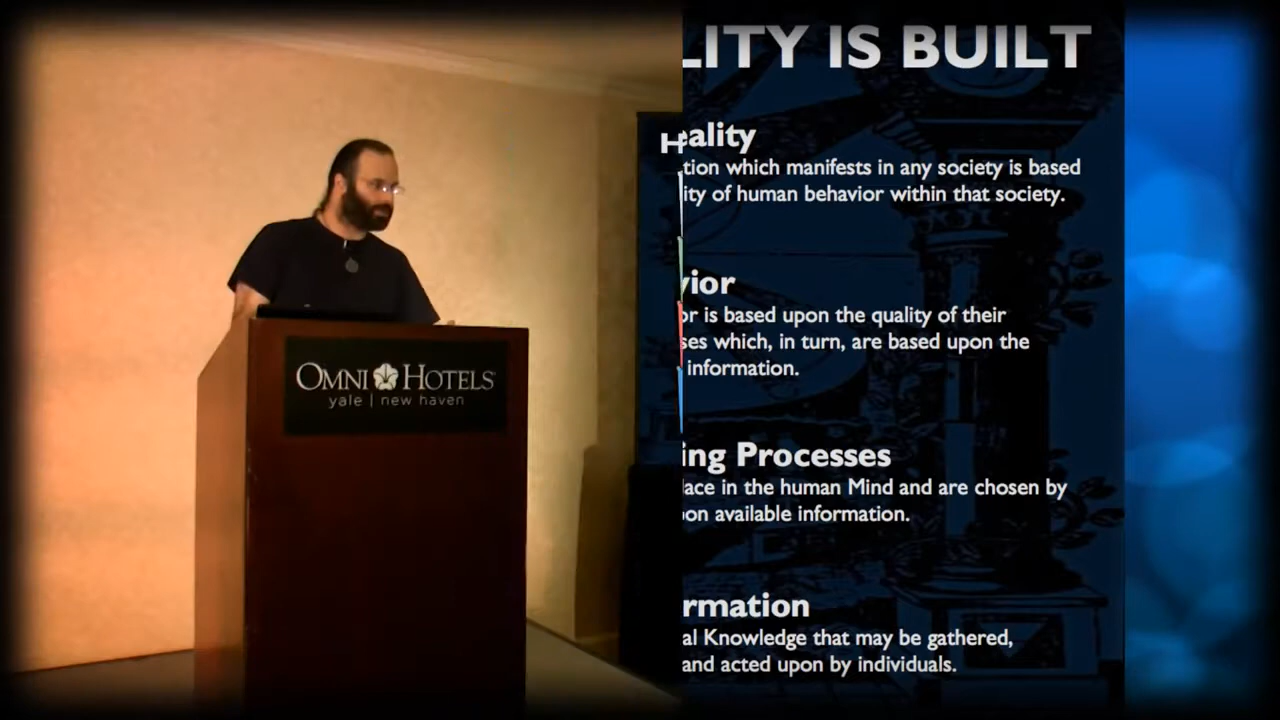 OMNI HOTELS
yale | new haven
LITY IS BUILT
eality
tion which manifests in any society is based
ity of human behavior within that society.
vior
or is based upon the quality of their
ses which, in turn, are based upon the
information.
ing Processes
lace in the human Mind and are chosen by
on available information.
rmation
al Knowledge that may be gathered,
and acted upon by individuals.